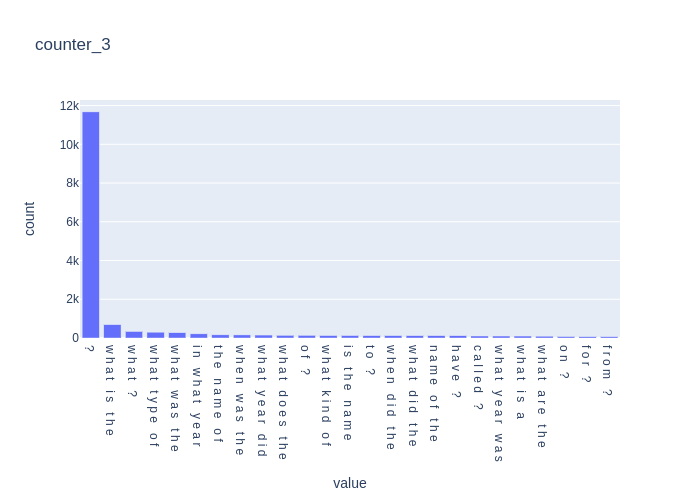 counter_3
12k
10k
8k
6k
4k
2k
0
count
?
what is the
what ?
what type of
what was the
in what year
the name of
when was the
what year did
what does the
of ?
what kind of
is the name
to ?
when did the
what did the
name of the
have ?
called ?
what year was
what is a
what are the
on ?
for ?
from ?
value